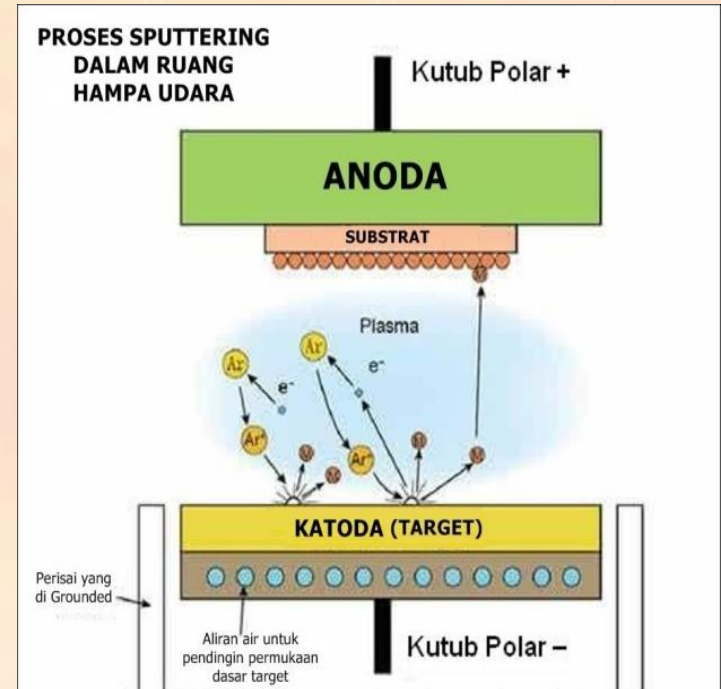 PROSES SPUTTERING
DALAM RUANG
HAMPA UDARA
Kutub Polar +
ANODA
SUBSTRAT
M
Plasma
Ar
Ar
e⁻
e⁻
Ar⁺
Ar⁺
M
M
M
M
KATODA (TARGET)
Perisai yang
di Grounded
Aliran air untuk
pendingin permukaan
dasar target
Kutub Polar –